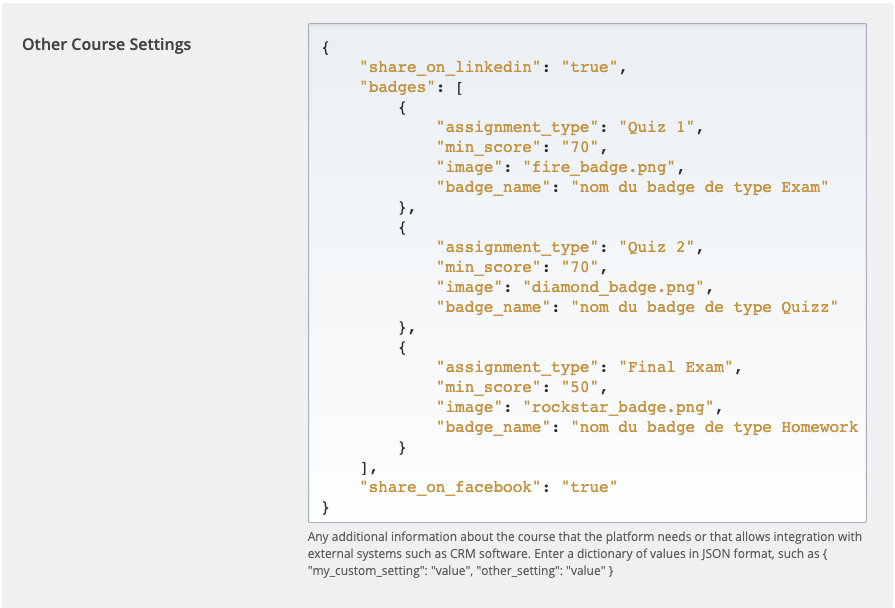 Other Course Settings
{
"share_on_linkedin": "true",
"badges": [
{
"assignment_type": "Quiz 1",
"min_score": "70",
"image": "fire_badge.png",
"badge_name": "nom du badge de type Exam"
},
{
"assignment_type": "Quiz 2",
"min_score": "70",
"image": "diamond_badge.png",
"badge_name": "nom du badge de type Quizz"
},
{
"assignment_type": "Final Exam",
"min_score": "50",
"image": "rockstar_badge.png",
"badge_name": "nom du badge de type Homework
}
],
"share_on_facebook": "true"
}
Any additional information about the course that the platform needs or that allows integration with
external systems such as CRM software. Enter a dictionary of values in JSON format, such as {
"my_custom_setting": "value", "other_setting": "value" }